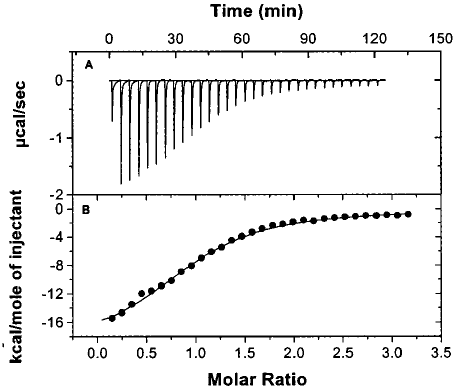 Time (min)
0 30 60 90 120 150
A
0
-1
-2
µcal/sec
B
0
-4
-8
-12
-16
kcal/mole of injectant
0.0 0.5 1.0 1.5 2.0 2.5 3.0 3.5
Molar Ratio